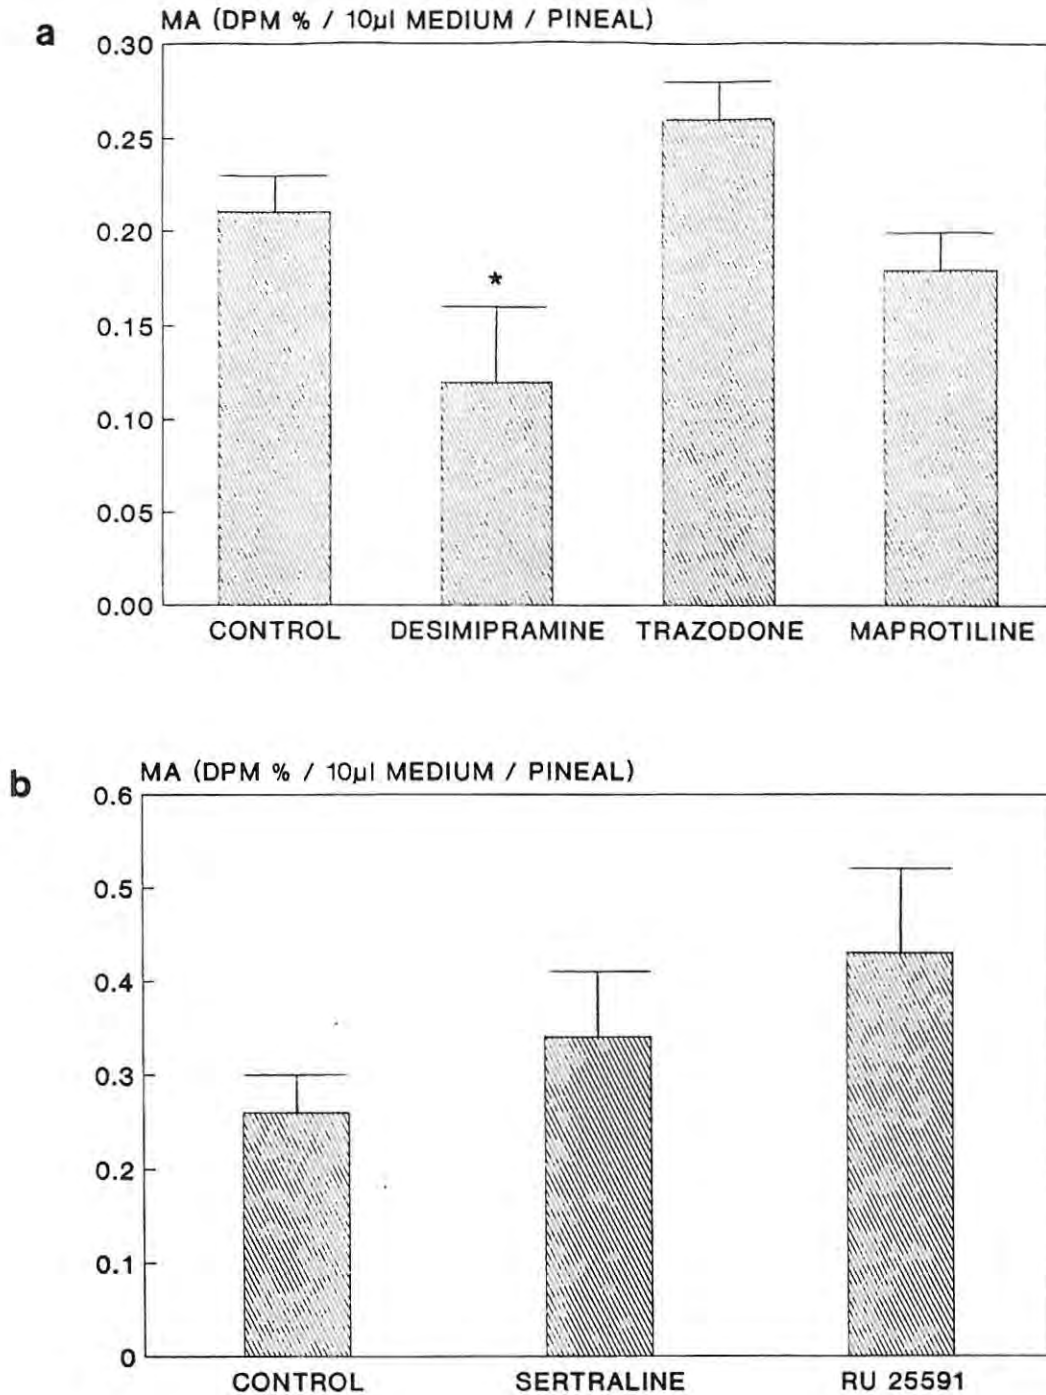 a
MA (DPM % / 10µl MEDIUM / PINEAL)
0.30
0.25
0.20
0.15
0.10
0.05
0.00
*
CONTROL DESIMIPRAMINE TRAZODONE MAPROTILINE
b
MA (DPM % / 10µl MEDIUM / PINEAL)
0.6
0.5
0.4
0.3
0.2
0.1
0
CONTROL SERTRALINE RU 25591